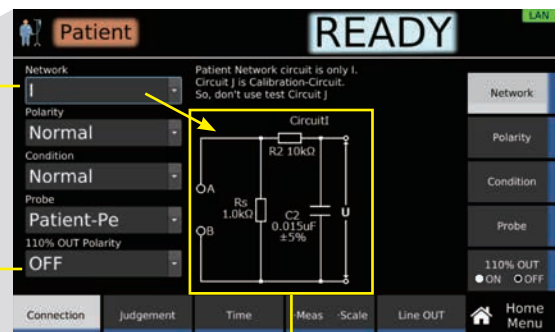 LAN
Patient
READY
Network
I
Polarity
Normal
Condition
Normal
Probe
Patient-Pe
110% OUT Polarity
OFF
Patient Network circuit is only I.
Circuit J is Calibration-Circuit.
So, don't use test Circuit J
CircuitI
R2 10kΩ
A
Rs
1.0kΩ
B
C2
0.015uF
±5%
U
Network
Polarity
Condition
Probe
110% OUT
ON OFF
Connection
Judgement
Time
Meas Scale
Line OUT
Home
Menu